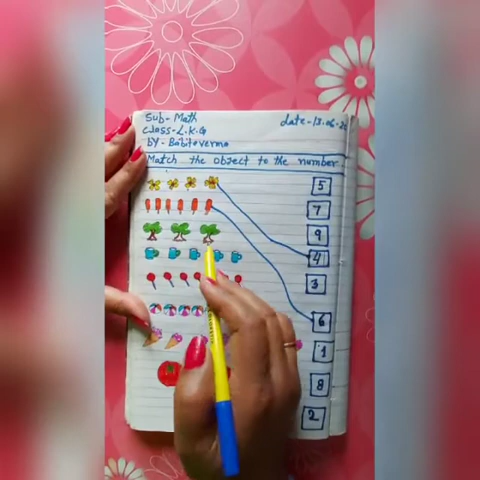 Sub- Math
Date-13.06.2
Class-L.K.G
By- Babita verma
Match the object to the number
5
7
9
4
3
6
1
8
2